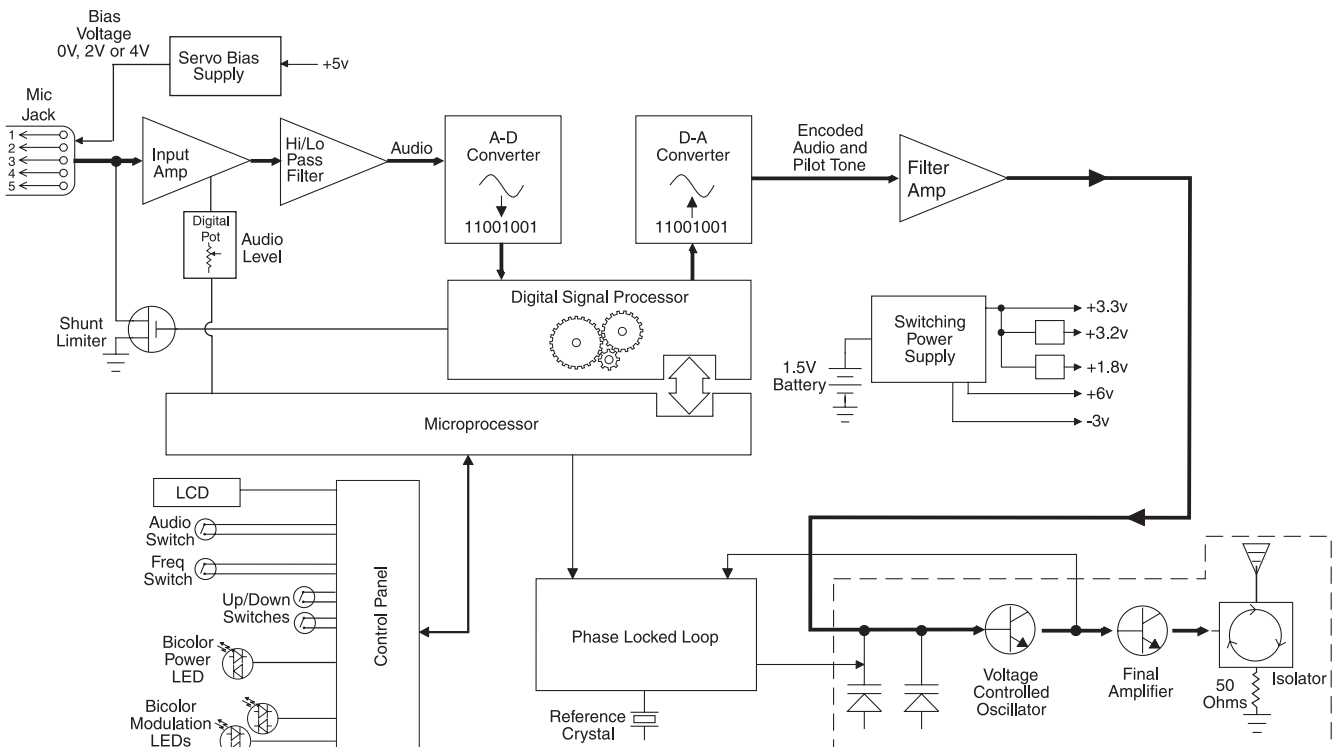 Bias
Voltage
0V, 2V or 4V
Servo Bias
Supply
+5v
Mic
Jack
1
2
3
4
5
Input
Amp
Hi/Lo
Pass
Filter
Audio
A-D
Converter
11001001
D-A
Converter
11001001
Encoded
Audio and
Pilot Tone
Filter
Amp
Digital
Pot
Audio
Level
Shunt
Limiter
Digital Signal Processor
Switching
Power
Supply
1.5V
Battery
+3.3v
+3.2v
+1.8v
+6v
-3v
Microprocessor
LCD
Audio
Switch
Freq
Switch
Up/Down
Switches
Bicolor
Power
LED
Bicolor
Modulation
LEDs
Control Panel
Phase Locked Loop
Reference
Crystal
Voltage
Controlled
Oscillator
Final
Amplifier
50
Ohms
Isolator